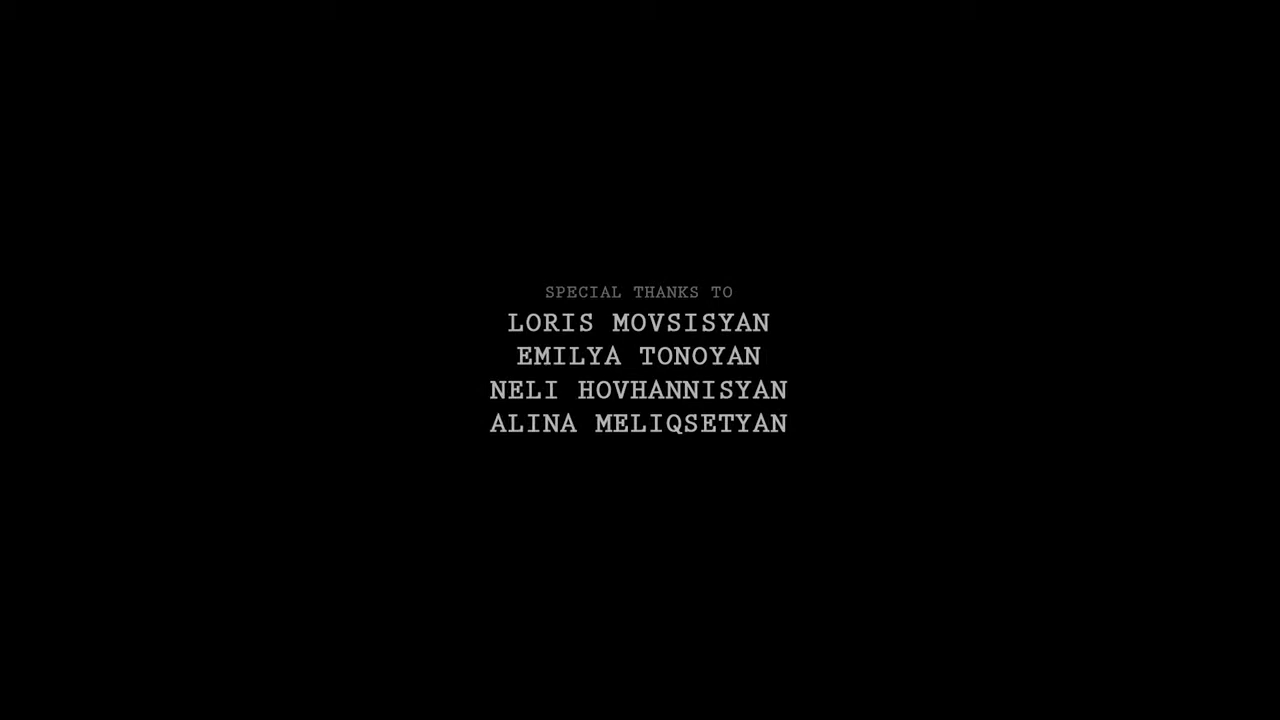 SPECIAL THANKS TO
LORIS MOVSISYAN
EMILYA TONOYAN
NELI HOVHANNISYAN
ALINA MELIQSETYAN